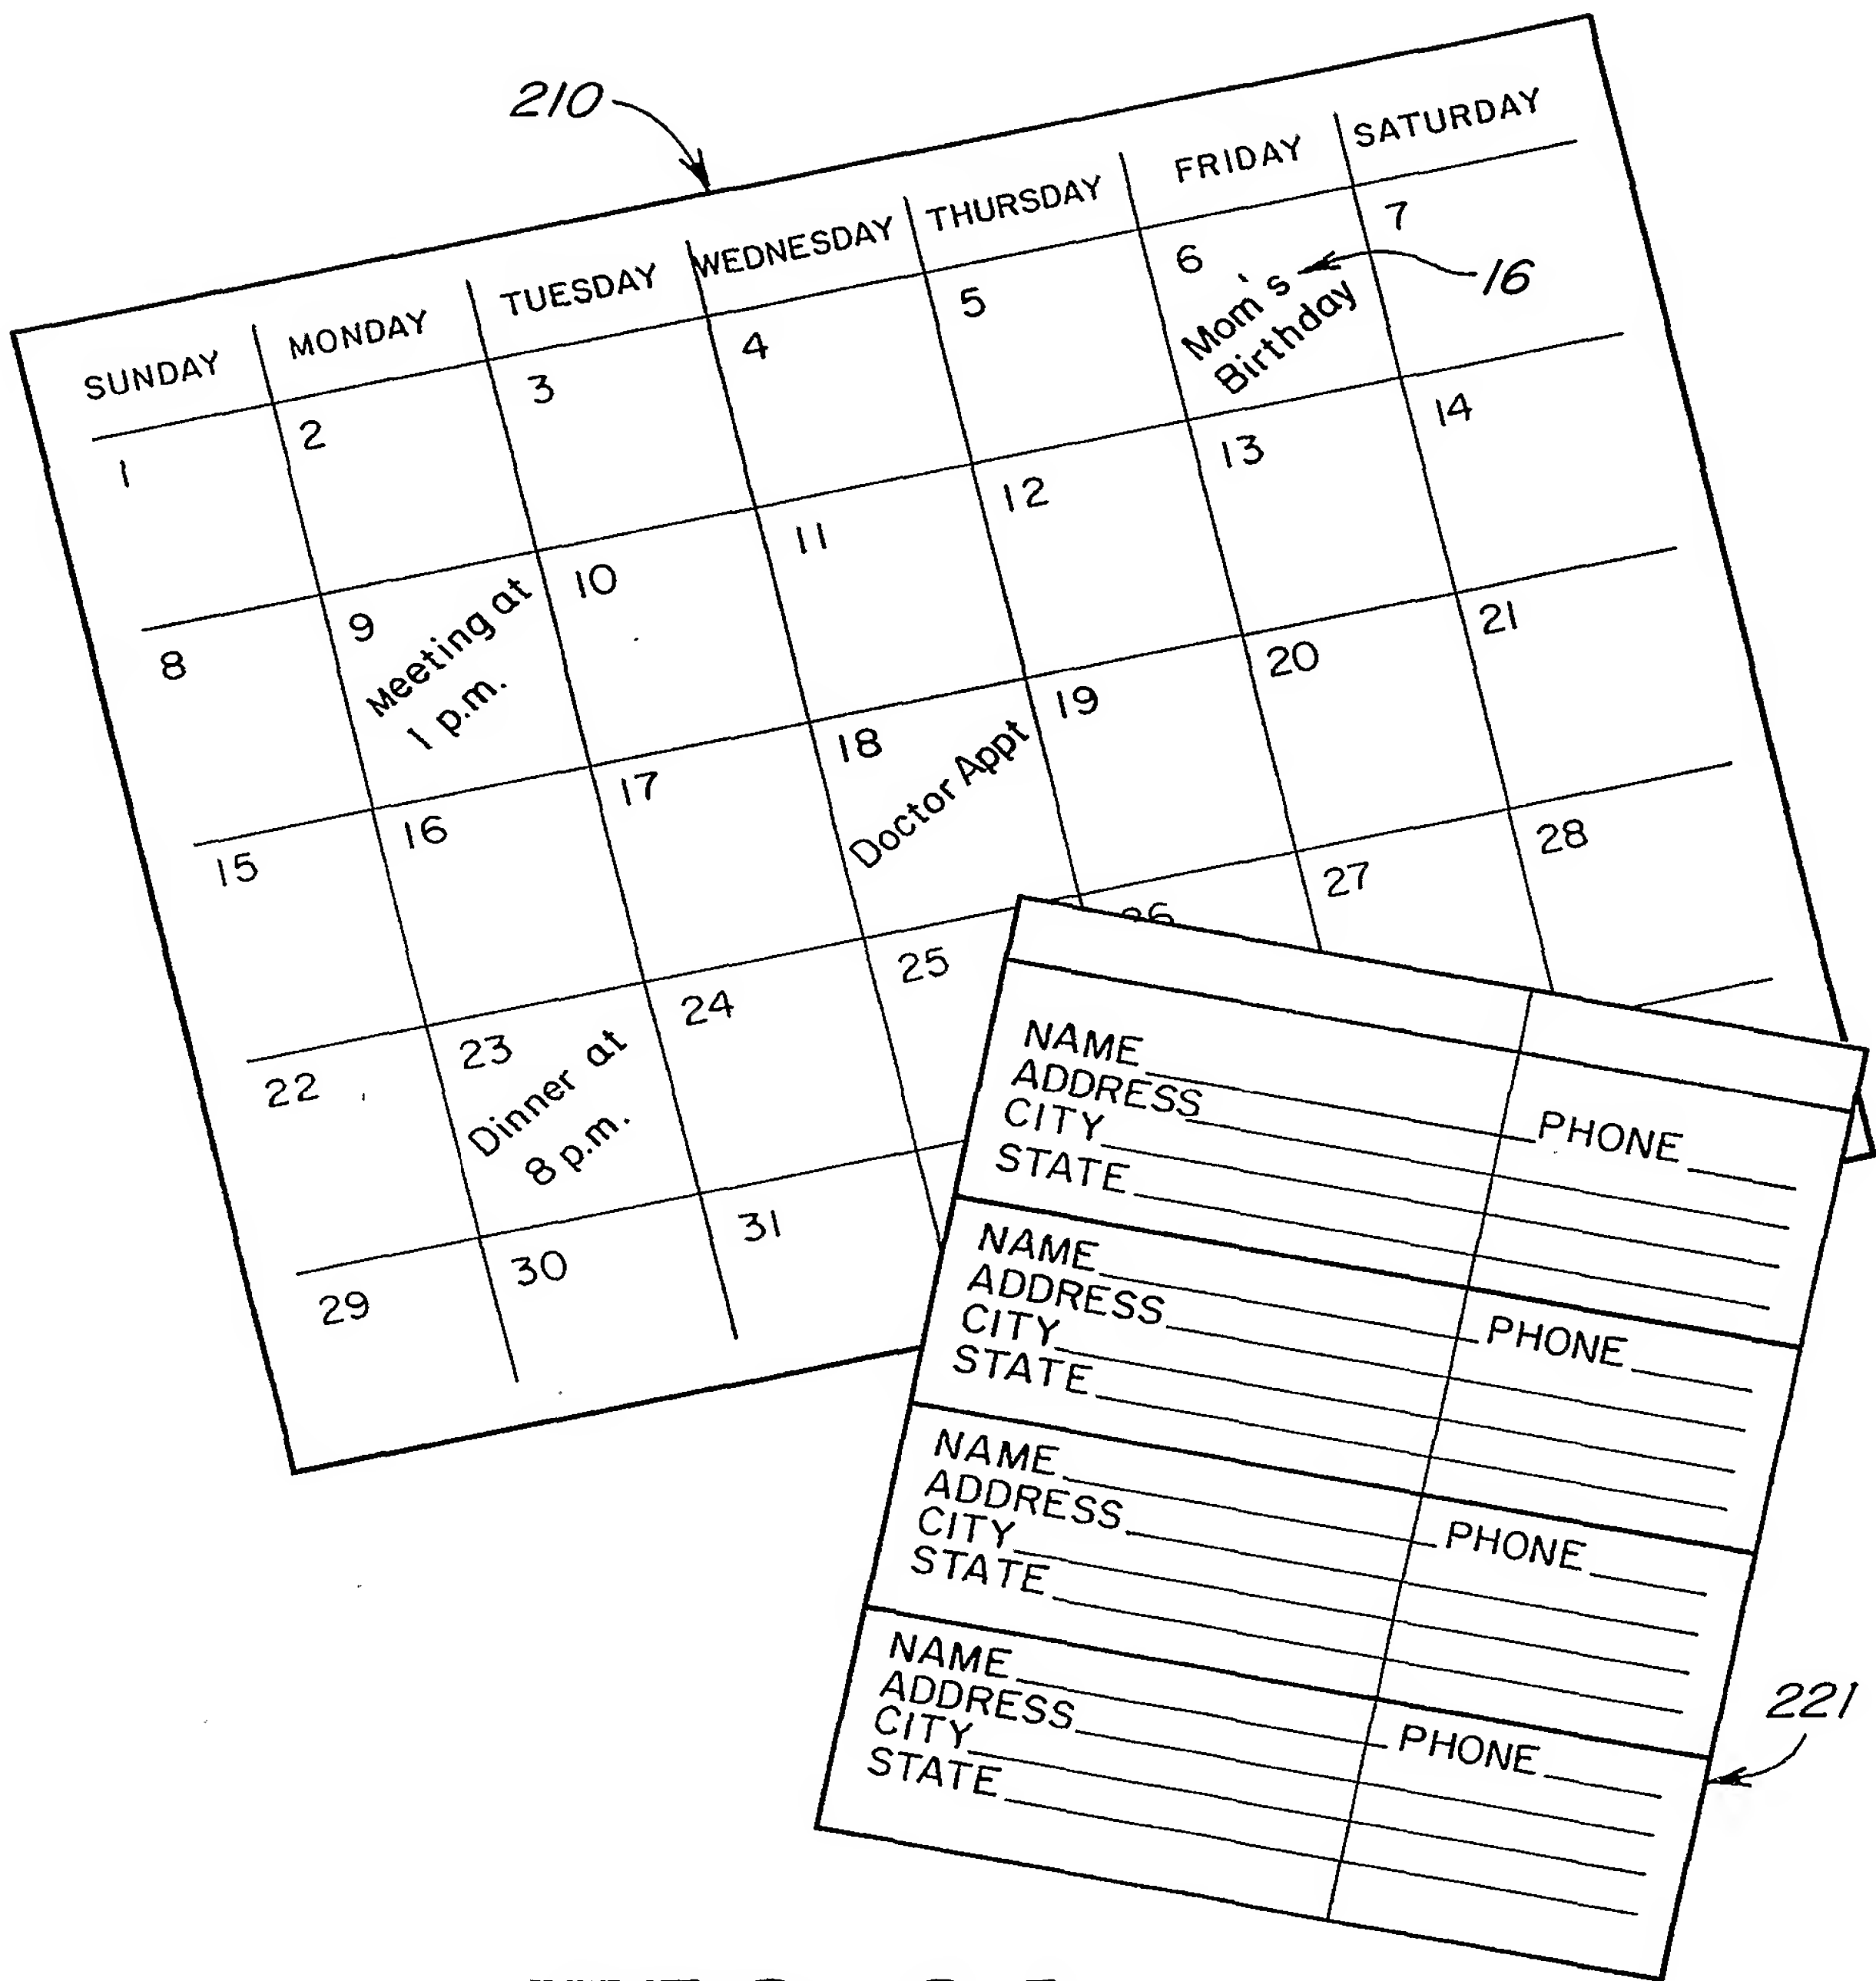 210
SUNDAY MONDAY TUESDAY WEDNESDAY THURSDAY FRIDAY SATURDAY
1 2 3 4 5 6 7
Mom's
Birthday
16
8 9 10 11 12 13 14
Meeting at
1 p.m.
15 16 17 18 19 20 21
Doctor Appt
22 23 24 25 26 27 28
Dinner at
8 p.m.
29 30 31
NAME PHONE
ADDRESS
CITY
STATE
NAME PHONE
ADDRESS
CITY
STATE
NAME PHONE
ADDRESS
CITY
STATE
NAME PHONE
ADDRESS
CITY
STATE
221